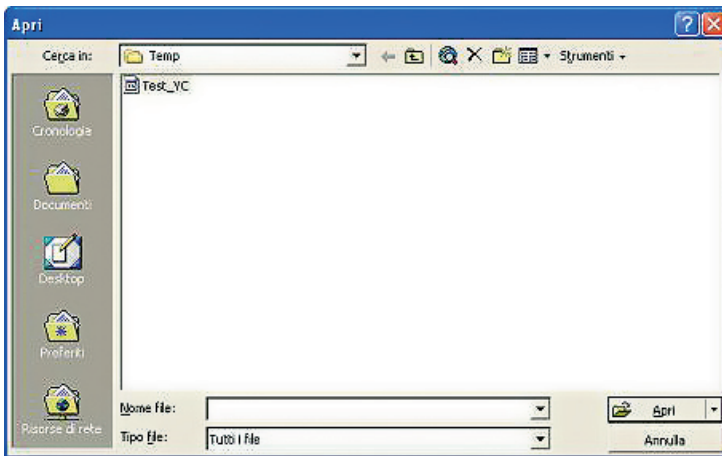 Apri
Cerca in: Temp Strumenti
Test_YC
Cronologia
Documenti
Desktop
Preferiti
Risorse di rete
Nome file: Apri
Tipo file: Tutti i file Annulla